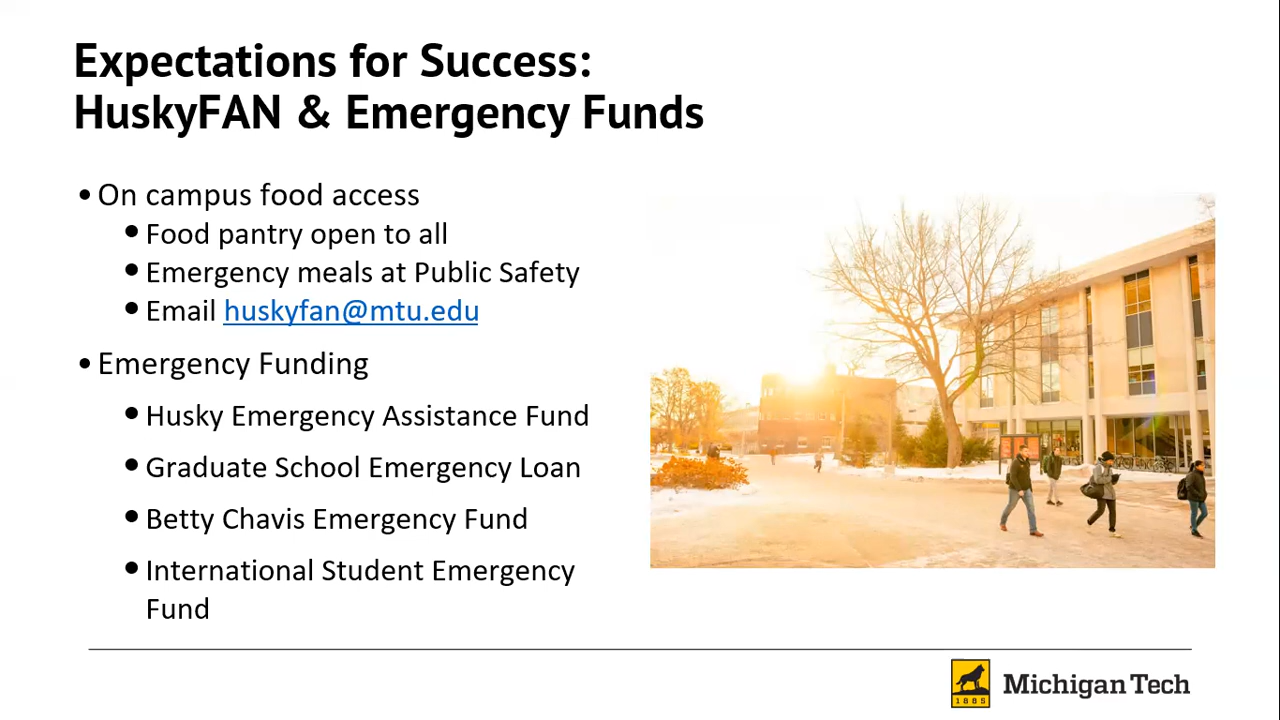 Expectations for Success:
HuskyFAN & Emergency Funds
• On campus food access
• Food pantry open to all
• Emergency meals at Public Safety
• Email huskyfan@mtu.edu
• Emergency Funding
• Husky Emergency Assistance Fund
• Graduate School Emergency Loan
• Betty Chavis Emergency Fund
• International Student Emergency
Fund
1885
Michigan Tech